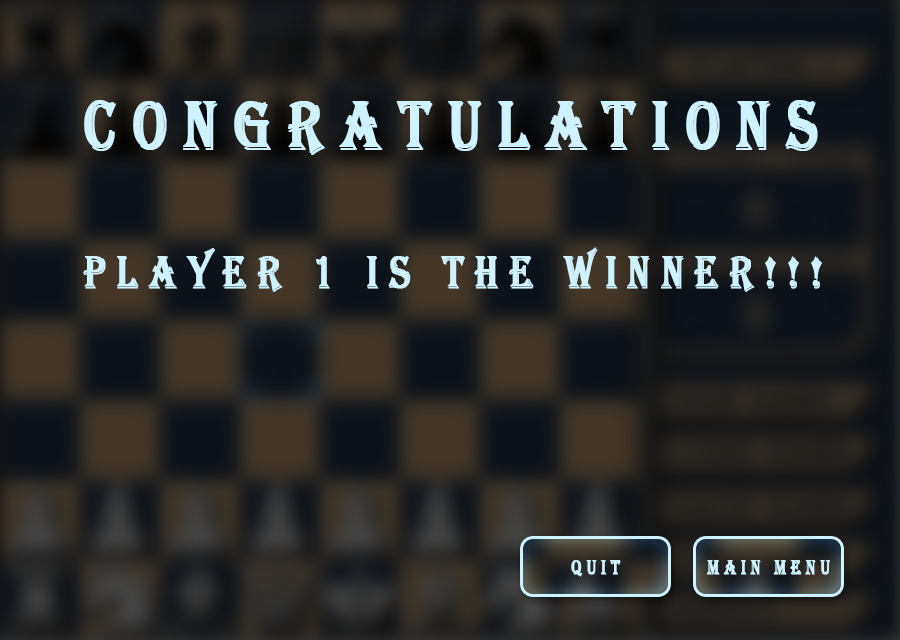 CONGRATULATIONS
PLAYER 1 IS THE WINNER!!!
QUIT
MAIN MENU